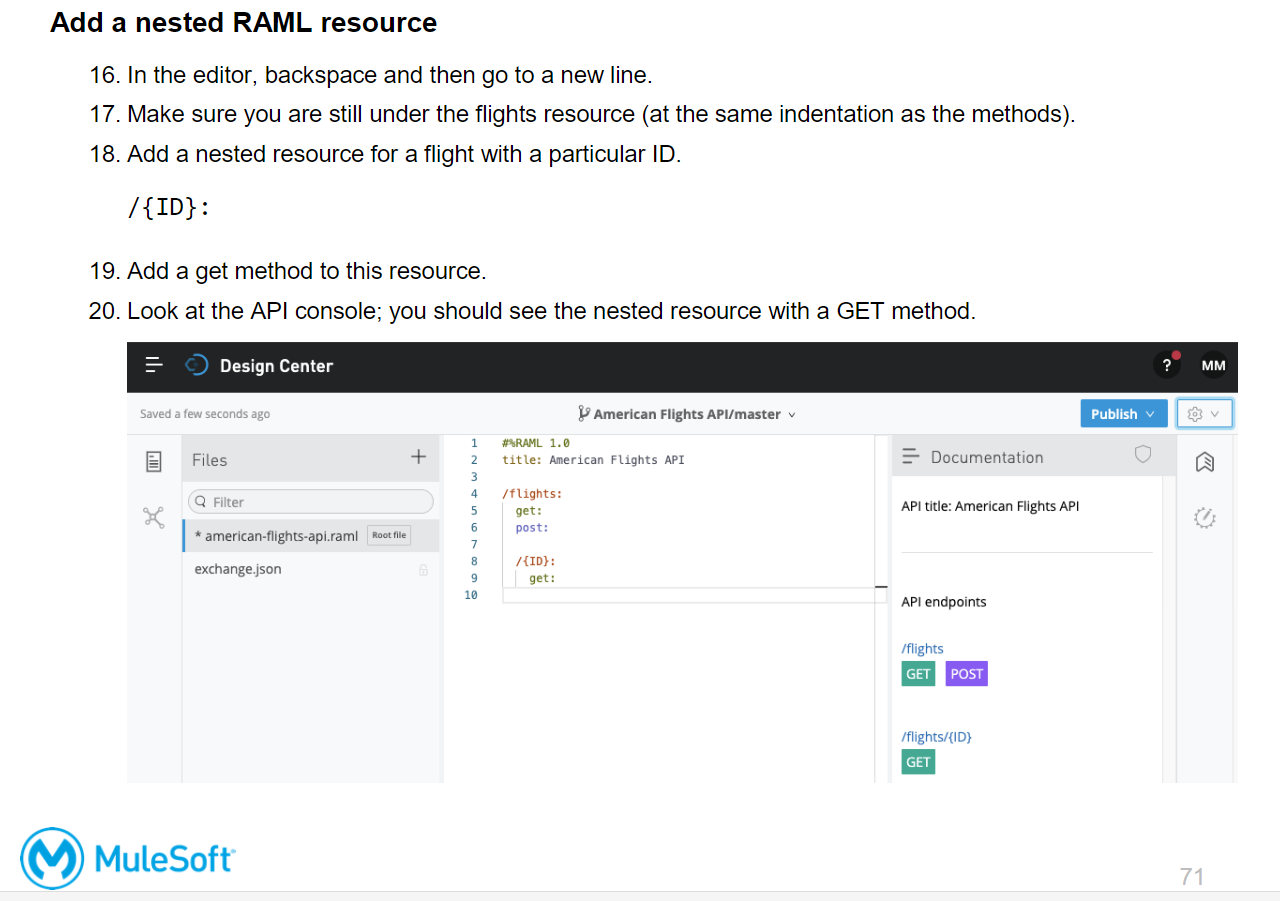 Add a nested RAML resource
16. In the editor, backspace and then go to a new line.
17. Make sure you are still under the flights resource (at the same indentation as the methods).
18. Add a nested resource for a flight with a particular ID.
/{ID}:
19. Add a get method to this resource.
20. Look at the API console; you should see the nested resource with a GET method.
Design Center
? MM
Saved a few seconds ago
American Flights API/master
Publish
Files +
Filter
* american-flights-api.raml Root file
exchange.json
1 #%RAML 1.0
2 title: American Flights API
3
4 /flights:
5 get:
6 post:
7
8 /{ID}:
9 get:
10
Documentation
API title: American Flights API
API endpoints
/flights
GET POST
/flights/{ID}
GET
MuleSoft
71